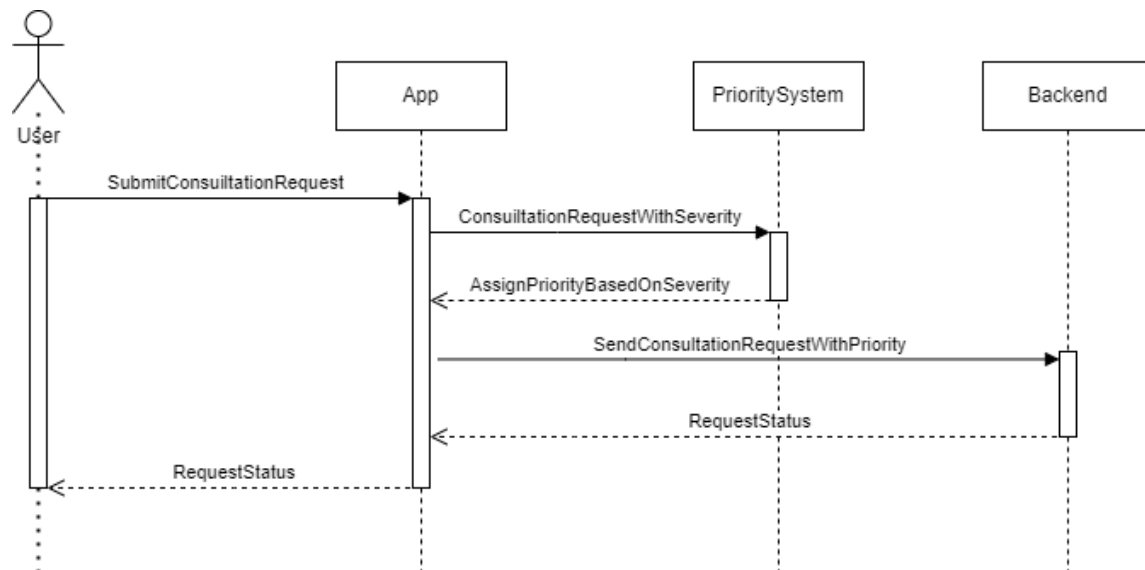 User
App
PrioritySystem
Backend
SubmitConsuiltationRequest
ConsuiltationRequestWithSeverity
AssignPriorityBasedOnSeverity
SendConsultationRequestWithPriority
RequestStatus
RequestStatus